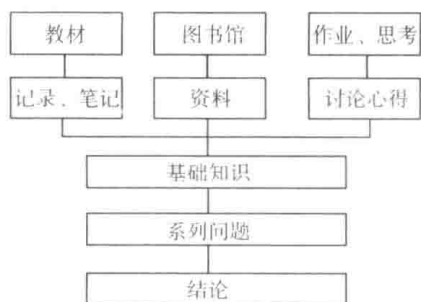 教材 图书馆 作业、思考
记录、笔记 资料 讨论心得
基础知识
系列问题
结论